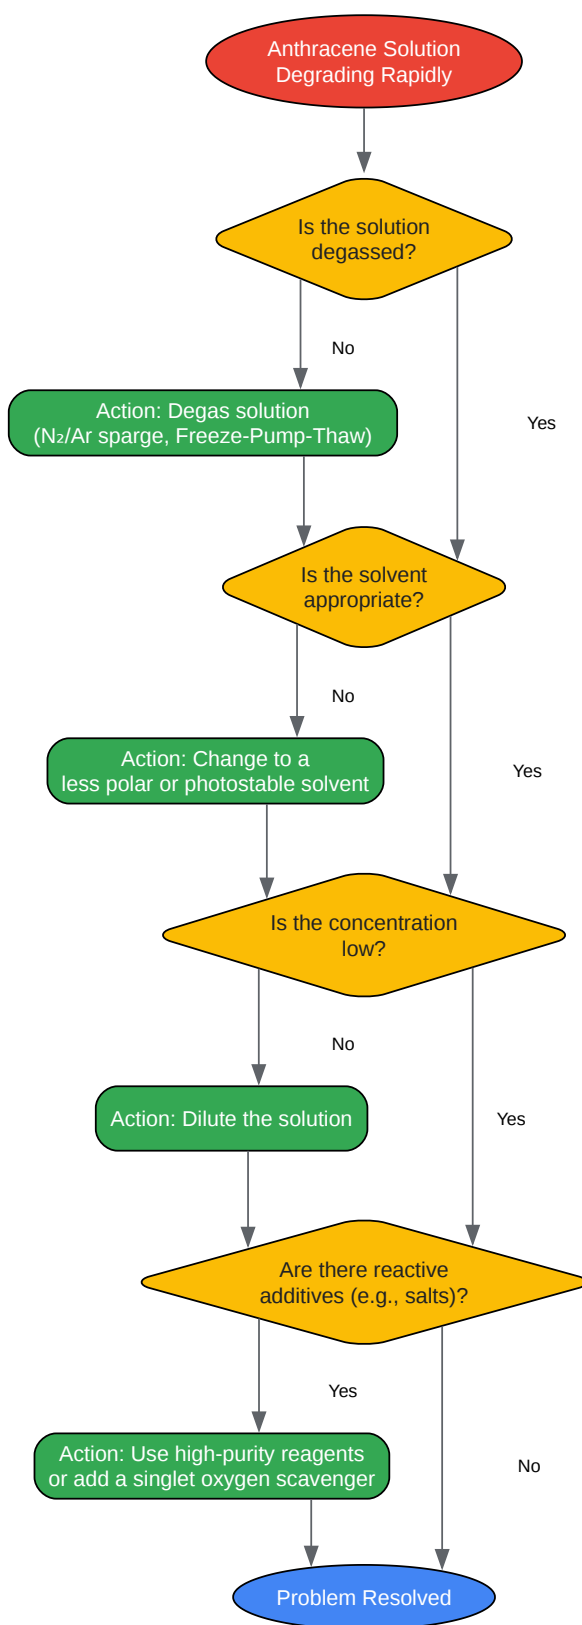 Anthracene Solution
Degrading Rapidly
Is the solution
degassed?
No
Yes
Action: Degas solution
(N₂/Ar sparge, Freeze-Pump-Thaw)
Is the solvent
appropriate?
No
Yes
Action: Change to a
less polar or photostable solvent
Is the concentration
low?
No
Yes
Action: Dilute the solution
Are there reactive
additives (e.g., salts)?
Yes
No
Action: Use high-purity reagents
or add a singlet oxygen scavenger
Problem Resolved